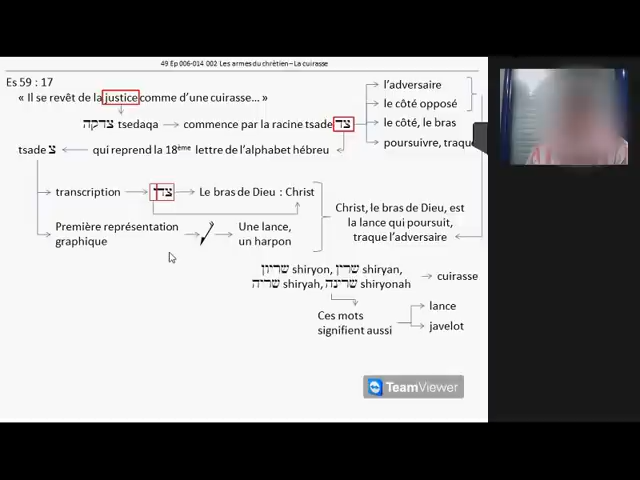 49 Ep 006-014 002 Les armes du chrétien – La cuirasse
Es 59 : 17
« Il se revêt de la justice comme d'une cuirasse… »
l'adversaire
le côté opposé
צדקה tsedaqa
commence par la racine tsade צד
le côté, le bras
poursuivre, traque
tsade צ
qui reprend la 18ème lettre de l'alphabet hébreu
transcription
צדי
Le bras de Dieu : Christ
Première représentation
graphique
Une lance,
un harpon
Christ, le bras de Dieu, est
la lance qui poursuit,
traque l'adversaire
שריון shiryon, שרין shiryan,
שריה shiryah, שרינה shiryonah
cuirasse
Ces mots
signifient aussi
lance
javelot
TeamViewer